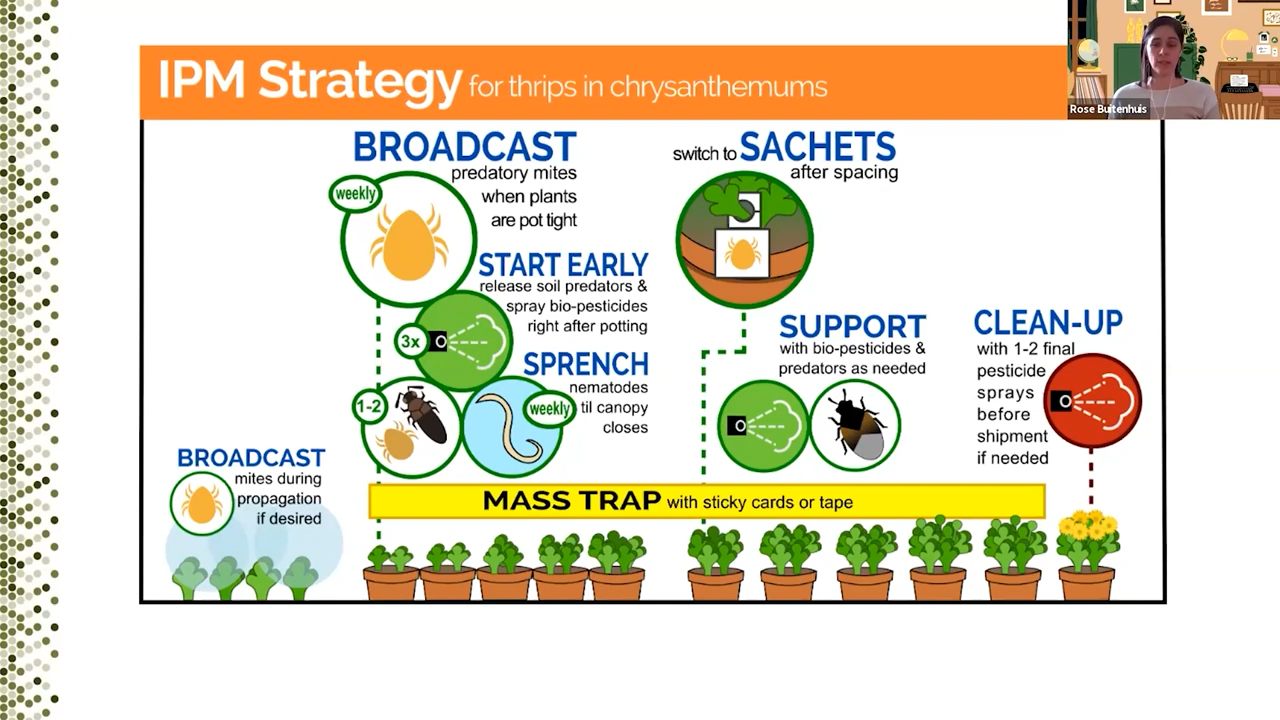 IPM Strategy for thrips in chrysanthemums
Rose Buitenhuis
BROADCAST
predatory mites
when plants
are pot tight
weekly
START EARLY
release soil predators &
spray bio-pesticides
right after potting
3x
SPRENCH
nematodes
til canopy
closes
1-2
weekly
switch to SACHETS
after spacing
SUPPORT
with bio-pesticides &
predators as needed
CLEAN-UP
with 1-2 final
pesticide
sprays
before
shipment
if needed
BROADCAST
mites during
propagation
if desired
MASS TRAP with sticky cards or tape